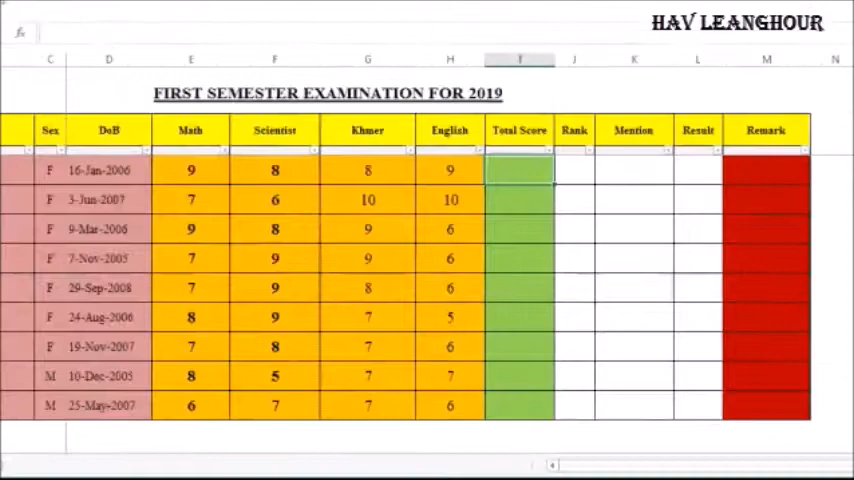 HAV LEANGHOUR
fx
C D E F G H I J K L M N
FIRST SEMESTER EXAMINATION FOR 2019
Sex DoB Math Scientist Khmer English Total Score Rank Mention Result Remark
F 16-Jan-2006 9 8 8 9
F 3-Jun-2007 7 6 10 10
F 9-Mar-2006 9 8 9 6
F 7-Nov-2005 7 9 9 6
F 29-Sep-2008 7 9 8 6
F 24-Aug-2006 8 9 7 5
F 19-Nov-2007 7 8 7 6
M 10-Dec-2005 8 5 7 7
M 25-May-2007 6 7 7 6